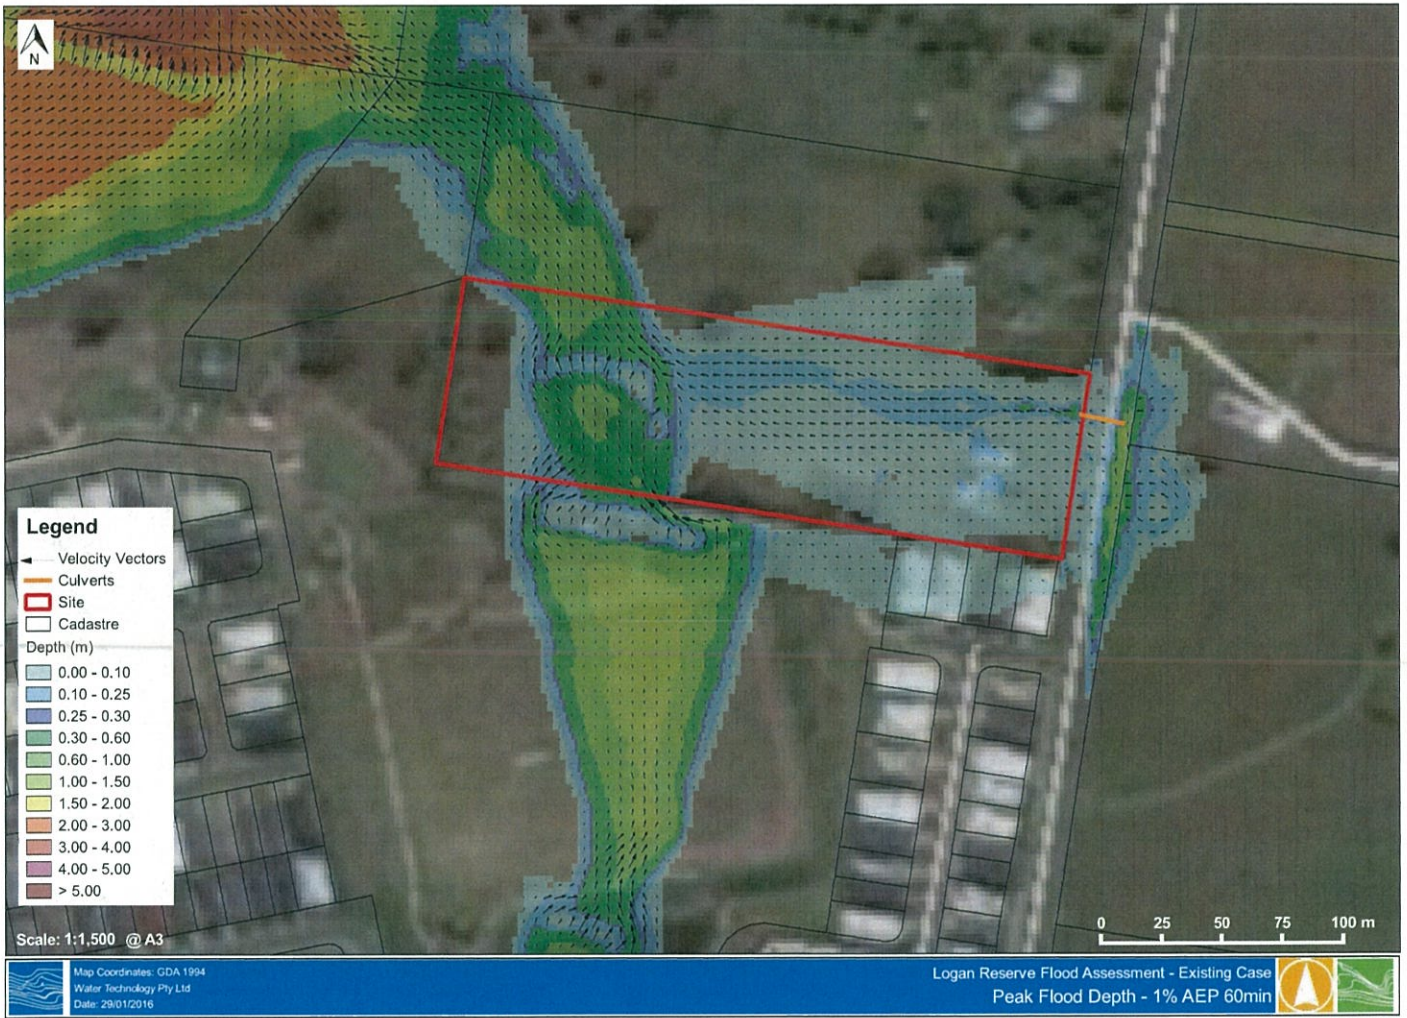 N
Legend
Velocity Vectors
Culverts
Site
Cadastre
Depth (m)
0.00 - 0.10
0.10 - 0.25
0.25 - 0.30
0.30 - 0.60
0.60 - 1.00
1.00 - 1.50
1.50 - 2.00
2.00 - 3.00
3.00 - 4.00
4.00 - 5.00
> 5.00
Scale: 1:1,500 @ A3
0 25 50 75 100 m
Map Coordinates: GDA 1994
Water Technology Pty Ltd
Date: 29/01/2016
Logan Reserve Flood Assessment - Existing Case
Peak Flood Depth - 1% AEP 60min